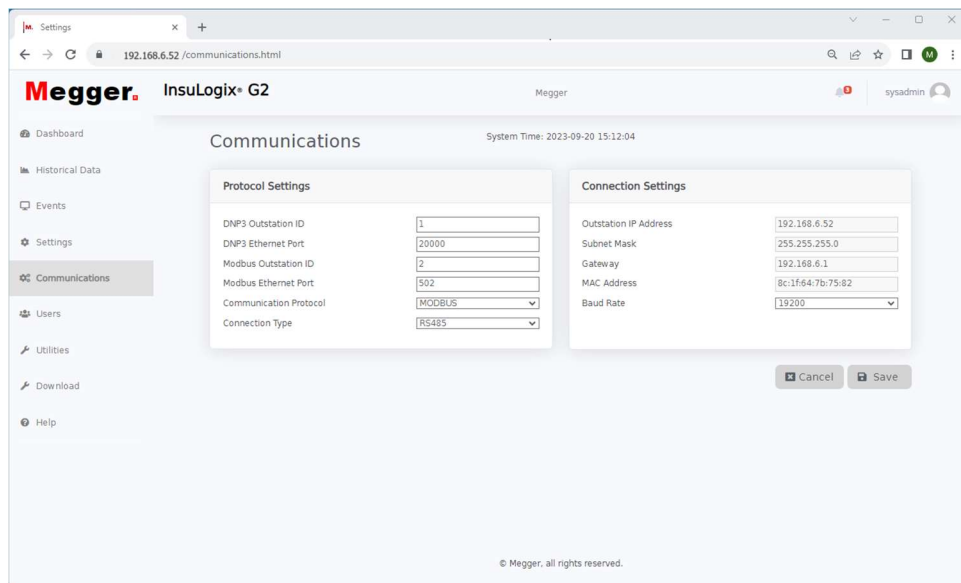 M. Settings
192.168.6.52 /communications.html
M
Megger.
InsuLogix® G2
Megger
3
sysadmin
Dashboard
Historical Data
Events
Settings
Communications
Users
Utilities
Download
Help
Communications
System Time: 2023-09-20 15:12:04
Protocol Settings
DNP3 Outstation ID 1
DNP3 Ethernet Port 20000
Modbus Outstation ID 2
Modbus Ethernet Port 502
Communication Protocol MODBUS
Connection Type RS485
Connection Settings
Outstation IP Address 192.168.6.52
Subnet Mask 255.255.255.0
Gateway 192.168.6.1
MAC Address 8c:1f:64:7b:75:82
Baud Rate 19200
Cancel
Save
© Megger, all rights reserved.